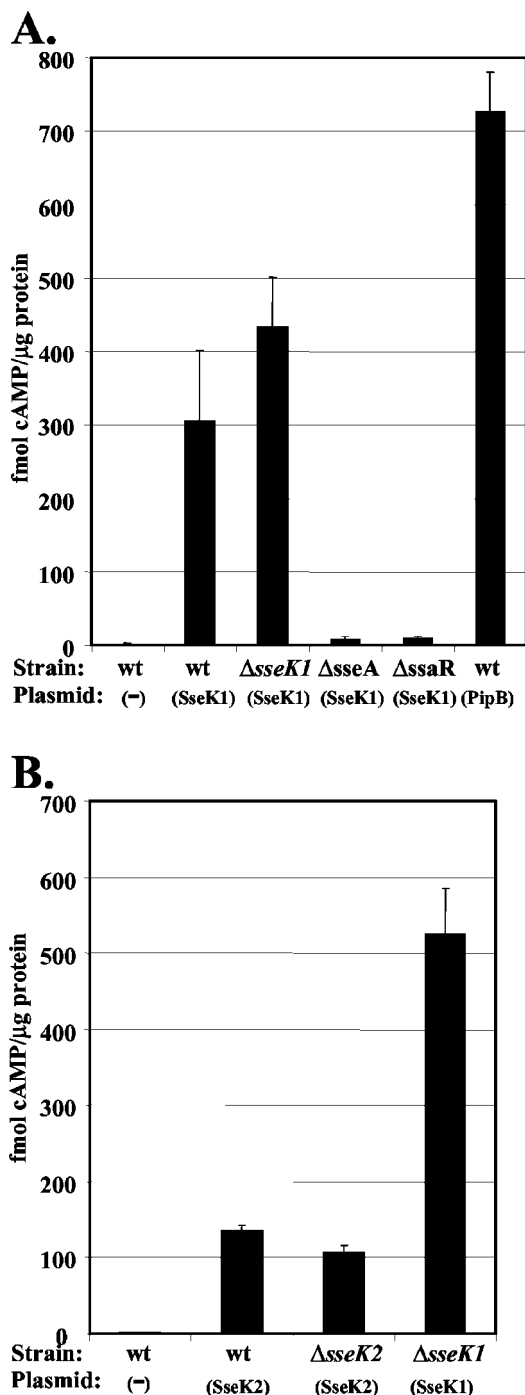 A.
800
700
600
500
400
300
200
100
0
fmol cAMP/µg protein
Strain: wt wt ΔsseK1 ΔsseA ΔssaR wt
Plasmid: (−) (SseK1) (SseK1) (SseK1) (SseK1) (PipB)
B.
700
600
500
400
300
200
100
0
fmol cAMP/µg protein
Strain: wt wt ΔsseK2 ΔsseK1
Plasmid: (−) (SseK2) (SseK2) (SseK1)